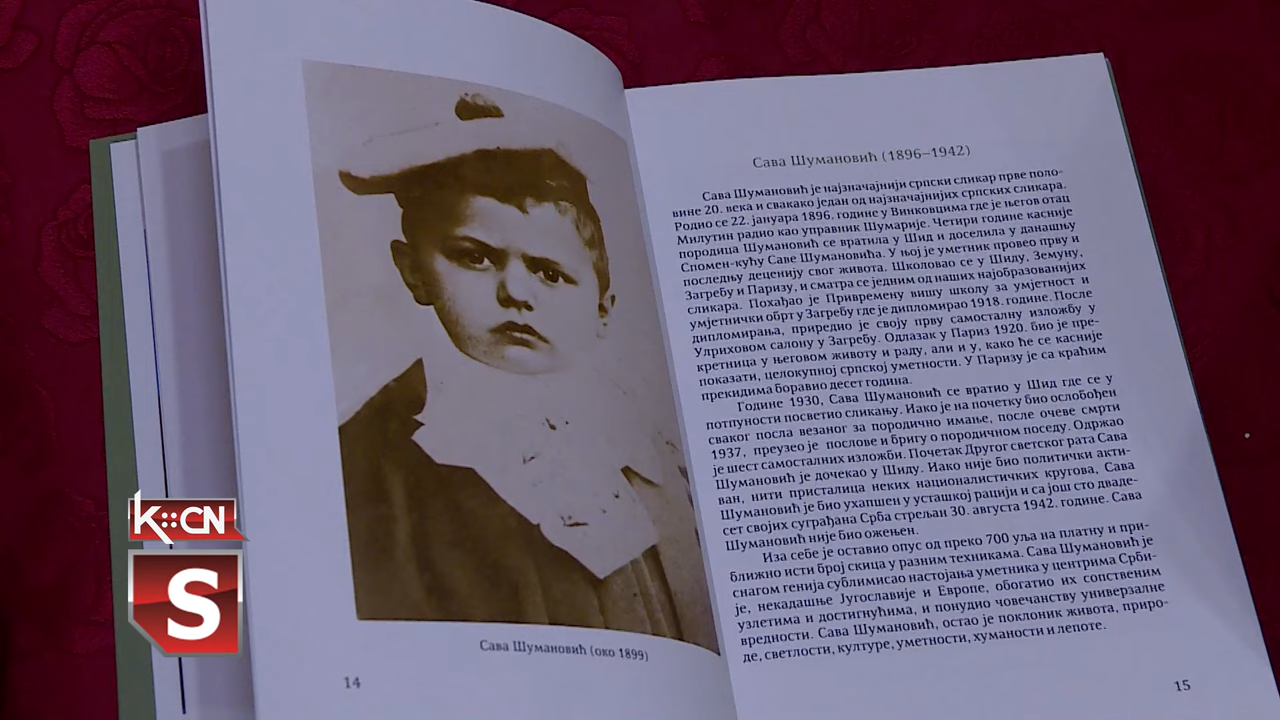 Сава Шумановић (око 1899)
14
Сава Шумановић (1896–1942)
Сава Шумановић је најзначајнији српски сликар прве поло-
вине 20. века и свакако један од најзначајнијих српских сликара.
Родио се 22. јануара 1896. године у Винковцима где је његов отац
Милутин радио као управник Шумарије. Четири године касније
породица Шумановић се вратила у Шид и доселила у данашњу
Спомен-кућу Саве Шумановића. У њој је уметник провео прву и
последњу деценију свог живота. Школовао се у Шиду, Земуну,
Загребу и Паризу, и сматра се једним од наших најобразованијих
сликара. Похађао је Привремену вишу школу за умјетност и
умјетнички обрт у Загребу где је дипломирао 1918. године. После
дипломирања, приредио је своју прву самосталну изложбу у
Улриховом салону у Загребу. Одлазак у Париз 1920. био је пре-
кретница у његовом животу и раду, али и у, како ће се касније
показати, целокупној српској уметности. У Паризу је са краћим
прекидима боравио десет година.
Године 1930, Сава Шумановић се вратио у Шид где се у
потпуности посветио сликању. Иако је на почетку био ослобођен
сваког посла везаног за породично имање, после очеве смрти
1937, преузео је послове и бригу о породичном поседу. Одржао
је шест самосталних изложби. Почетак Другог светског рата Сава
Шумановић је дочекао у Шиду. Иако није био политички акти-
ван, нити присталица неких националистичких кругова, Сава
Шумановић је био ухапшен у усташкој рацији и са још сто дваде-
сет својих суграђана Срба стрељан 30. августа 1942. године. Сава
Шумановић није био ожењен.
Иза себе је оставио опус од преко 700 уља на платну и при-
ближно исти број скица у разним техникама. Сава Шумановић је
снагом генија сублимисао настојања уметника у центрима Срби-
је, некадашње Југославије и Европе, обогатио их сопственим
узлетима и достигнућима, и понудио човечанству универзалне
вредности. Сава Шумановић, остао је поклоник живота, приро-
де, светлости, културе, уметности, хуманости и лепоте.
15
K::CN
S